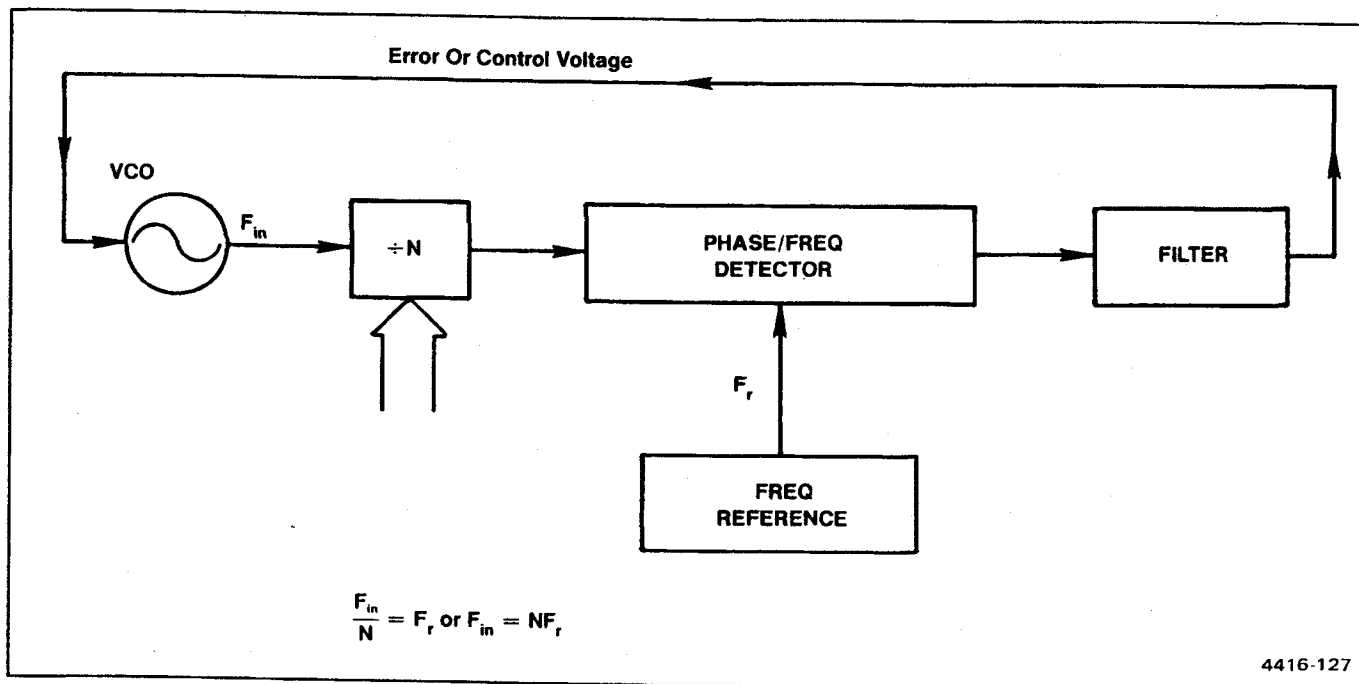 Error Or Control Voltage
VCO
F_in
÷N
PHASE/FREQ
DETECTOR
FILTER
F_r
FREQ
REFERENCE
F_in/N = F_r or F_in = NF_r
4416-127